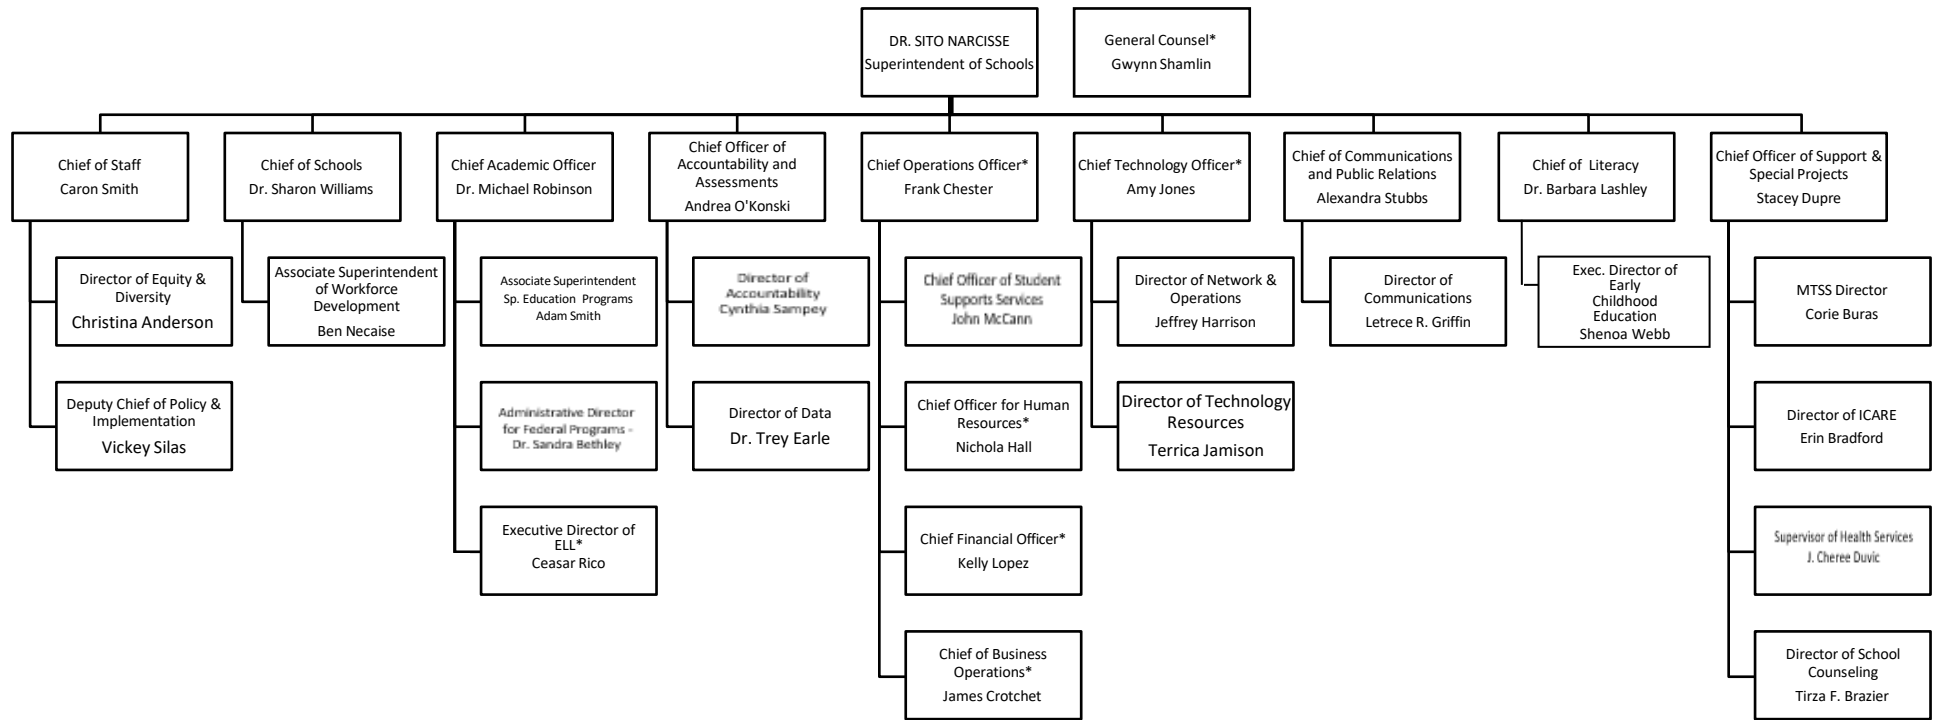 DR. SITO NARCISSE
Superintendent of Schools
General Counsel*
Gwynn Shamlin
Chief of Staff
Caron Smith
Chief of Schools
Dr. Sharon Williams
Chief Academic Officer
Dr. Michael Robinson
Chief Officer of
Accountability and
Assessments
Andrea O'Konski
Chief Operations Officer*
Frank Chester
Chief Technology Officer*
Amy Jones
Chief of Communications
and Public Relations
Alexandra Stubbs
Chief of Literacy
Dr. Barbara Lashley
Chief Officer of Support &
Special Projects
Stacey Dupre
Director of Equity &
Diversity
Christina Anderson
Associate Superintendent
of Workforce
Development
Ben Necaise
Associate Superintendent
Sp. Education Programs
Adam Smith
Director of
Accountability
Cynthia Sampey
Chief Officer of Student
Supports Services
John McCann
Director of Network &
Operations
Jeffrey Harrison
Director of
Communications
Letrece R. Griffin
Exec. Director of
Early
Childhood
Education
Shenoa Webb
MTSS Director
Corie Buras
Deputy Chief of Policy &
Implementation
Vickey Silas
Administrative Director
for Federal Programs -
Dr. Sandra Bethley
Director of Data
Dr. Trey Earle
Chief Officer for Human
Resources*
Nichola Hall
Director of Technology
Resources
Terrica Jamison
Director of ICARE
Erin Bradford
Executive Director of
ELL*
Ceasar Rico
Chief Financial Officer*
Kelly Lopez
Supervisor of Health Services
J. Cheree Duvic
Chief of Business
Operations*
James Crotchet
Director of School
Counseling
Tirza F. Brazier